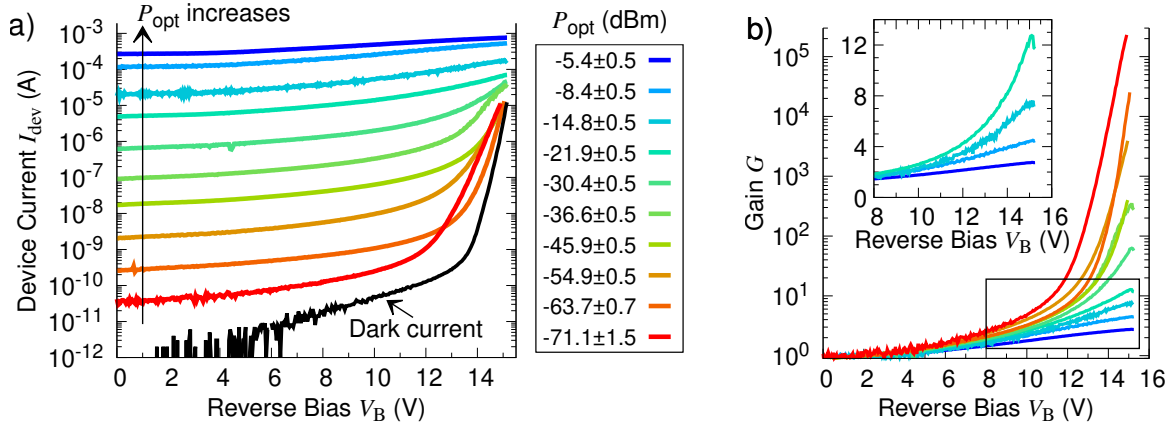 a)
P_opt increases
Device Current I_dev (A)
10^-3
10^-4
10^-5
10^-6
10^-7
10^-8
10^-9
10^-10
10^-11
10^-12
Dark current
0 2 4 6 8 10 12 14
Reverse Bias V_B (V)
P_opt (dBm)
-5.4±0.5
-8.4±0.5
-14.8±0.5
-21.9±0.5
-30.4±0.5
-36.6±0.5
-45.9±0.5
-54.9±0.5
-63.7±0.7
-71.1±1.5
b)
Gain G
10^5
10^4
10^3
10^2
10^1
10^0
0 2 4 6 8 10 12 14 16
Reverse Bias V_B (V)
12
9
6
3
0
8 10 12 14 16
Reverse Bias V_B (V)